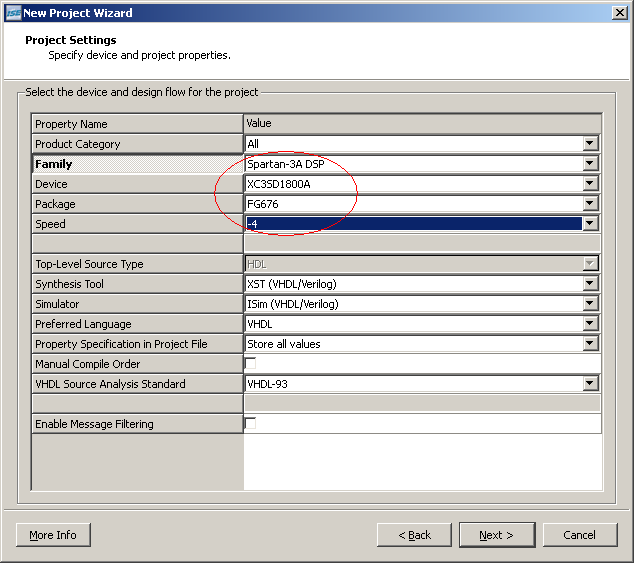 ISE New Project Wizard
Project Settings
Specify device and project properties.
Select the device and design flow for the project
Property Name Value
Product Category All
Family Spartan-3A DSP
Device XC3SD1800A
Package FG676
Speed -4
Top-Level Source Type HDL
Synthesis Tool XST (VHDL/Verilog)
Simulator ISim (VHDL/Verilog)
Preferred Language VHDL
Property Specification in Project File Store all values
Manual Compile Order
VHDL Source Analysis Standard VHDL-93
Enable Message Filtering
More Info < Back Next > Cancel